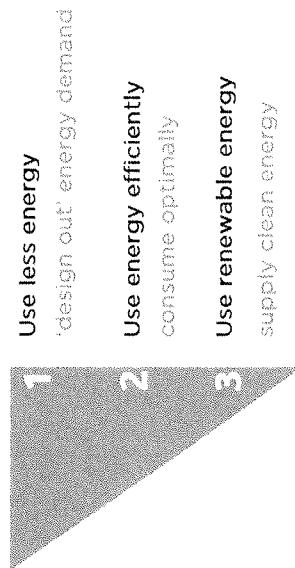 1
Use less energy
'design out' energy demand
2
Use energy efficiently
consume optimally
3
Use renewable energy
supply clean energy